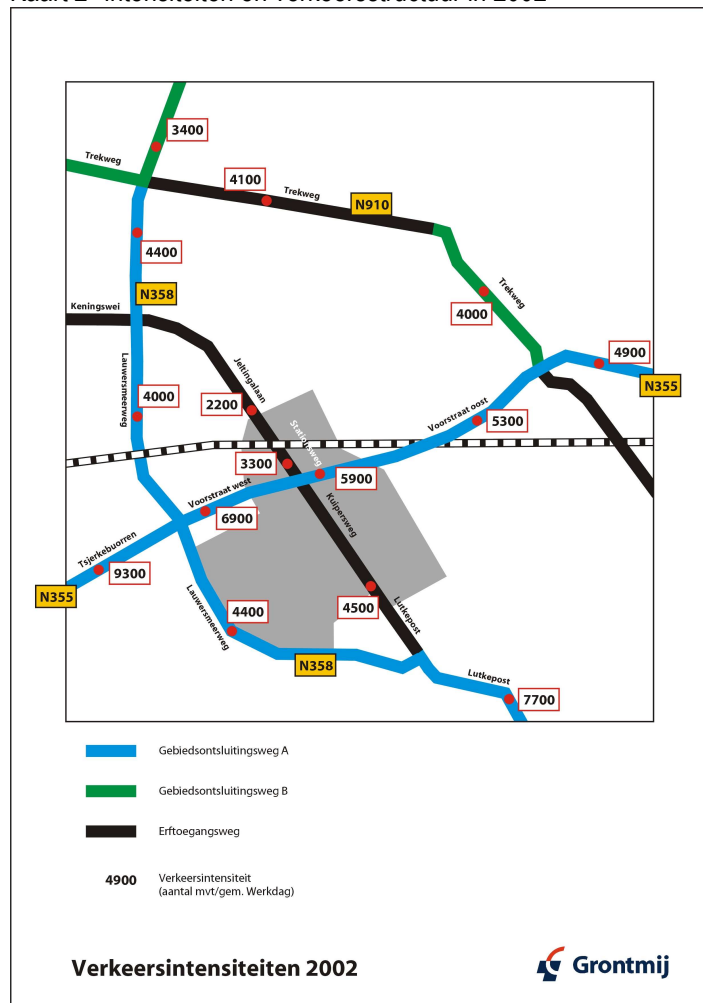 Kaart 2 Intensiteiten en verkeersstructuur in 2002
3400
Trekweg
4100
Trekweg
N910
4400
Trekweg
N358
Keningswei
4000
4900
Lauwersmeerweg
Jeltingalaan
N355
4000
2200
Voorstraat oost
5300
Stationsweg
3300
5900
Voorstraat west
Kuipersweg
6900
Tsjerkebuorren
9300
N355
Lauwersmeerweg
4400
4500
Lutkepost
N358
Lutkepost
7700
Gebiedsontsluitingsweg A
Gebiedsontsluitingsweg B
Erftoegangsweg
4900 Verkeersintensiteit
(aantal mvt/gem. Werkdag)
Verkeersintensiteiten 2002
Grontmij